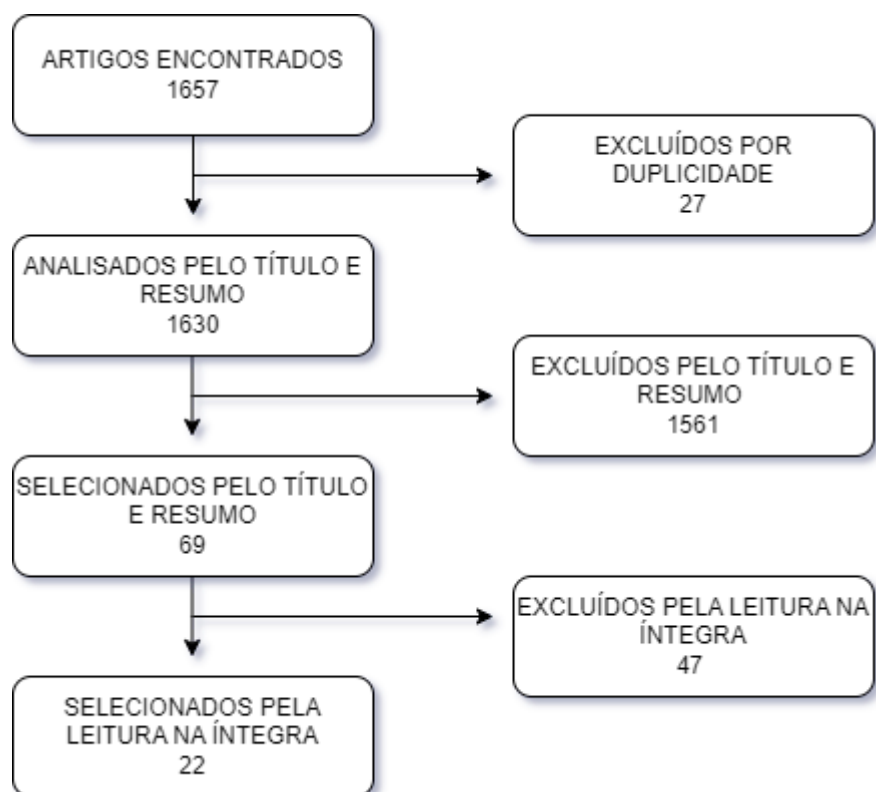 ARTIGOS ENCONTRADOS
1657
EXCLUÍDOS POR
DUPLICIDADE
27
ANALISADOS PELO TÍTULO E
RESUMO
1630
EXCLUÍDOS PELO TÍTULO E
RESUMO
1561
SELECIONADOS PELO TÍTULO
E RESUMO
69
EXCLUÍDOS PELA LEITURA NA
ÍNTEGRA
47
SELECIONADOS PELA
LEITURA NA ÍNTEGRA
22